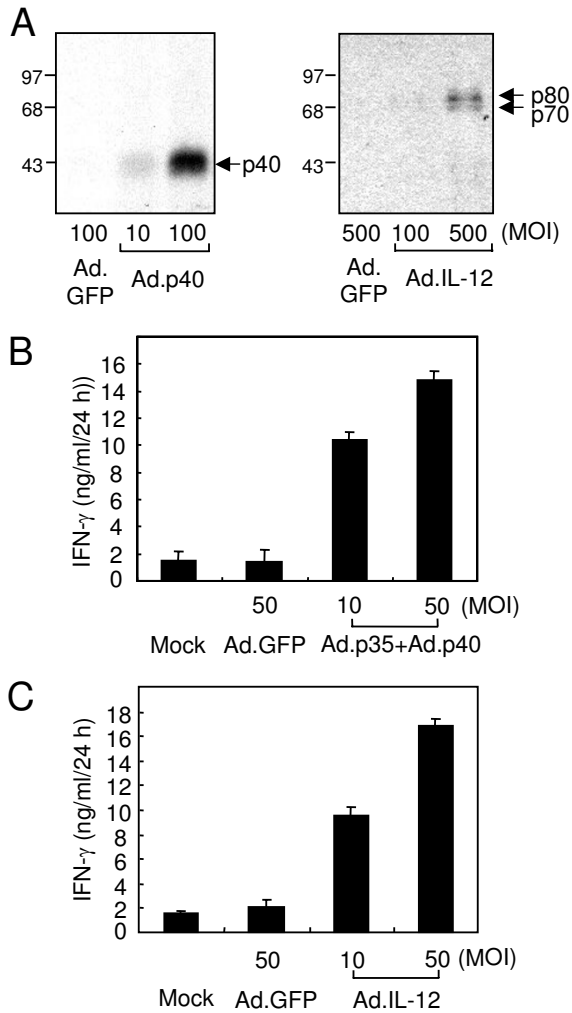 A
97
68
43
p40
100 10 100
Ad.
GFP
Ad.p40
97
68
43
p80
p70
500 100 500 (MOI)
Ad.
GFP
Ad.IL-12
B
IFN-γ (ng/ml/24 h))
16
14
12
10
8
6
4
2
0
50 10 50 (MOI)
Mock Ad.GFP Ad.p35+Ad.p40
C
IFN-γ (ng/ml/24 h)
18
16
14
12
10
8
6
4
2
0
50 10 50 (MOI)
Mock Ad.GFP Ad.IL-12